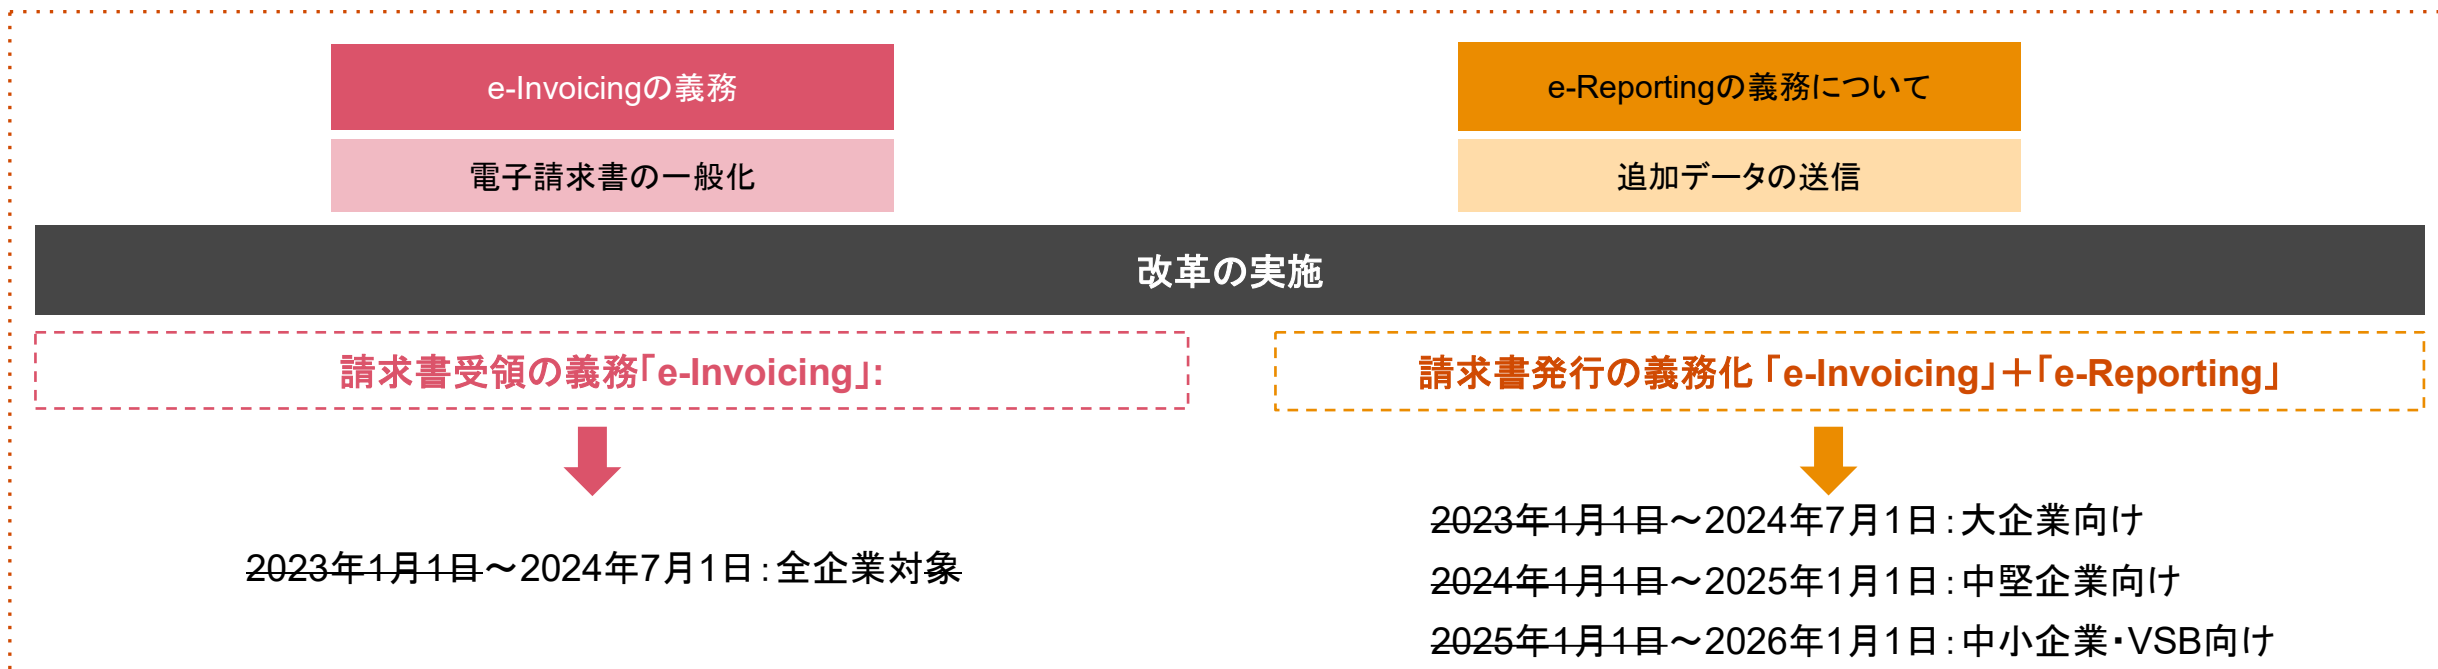 e-Invoicingの義務
電子請求書の一般化
e-Reportingの義務について
追加データの送信
改革の実施
請求書受領の義務「e-Invoicing」:
2023年1月1日～2024年7月1日：全企業対象
請求書発行の義務化 「e-Invoicing」＋「e-Reporting」
2023年1月1日～2024年7月1日：大企業向け
2024年1月1日～2025年1月1日：中堅企業向け
2025年1月1日～2026年1月1日：中小企業・VSB向け